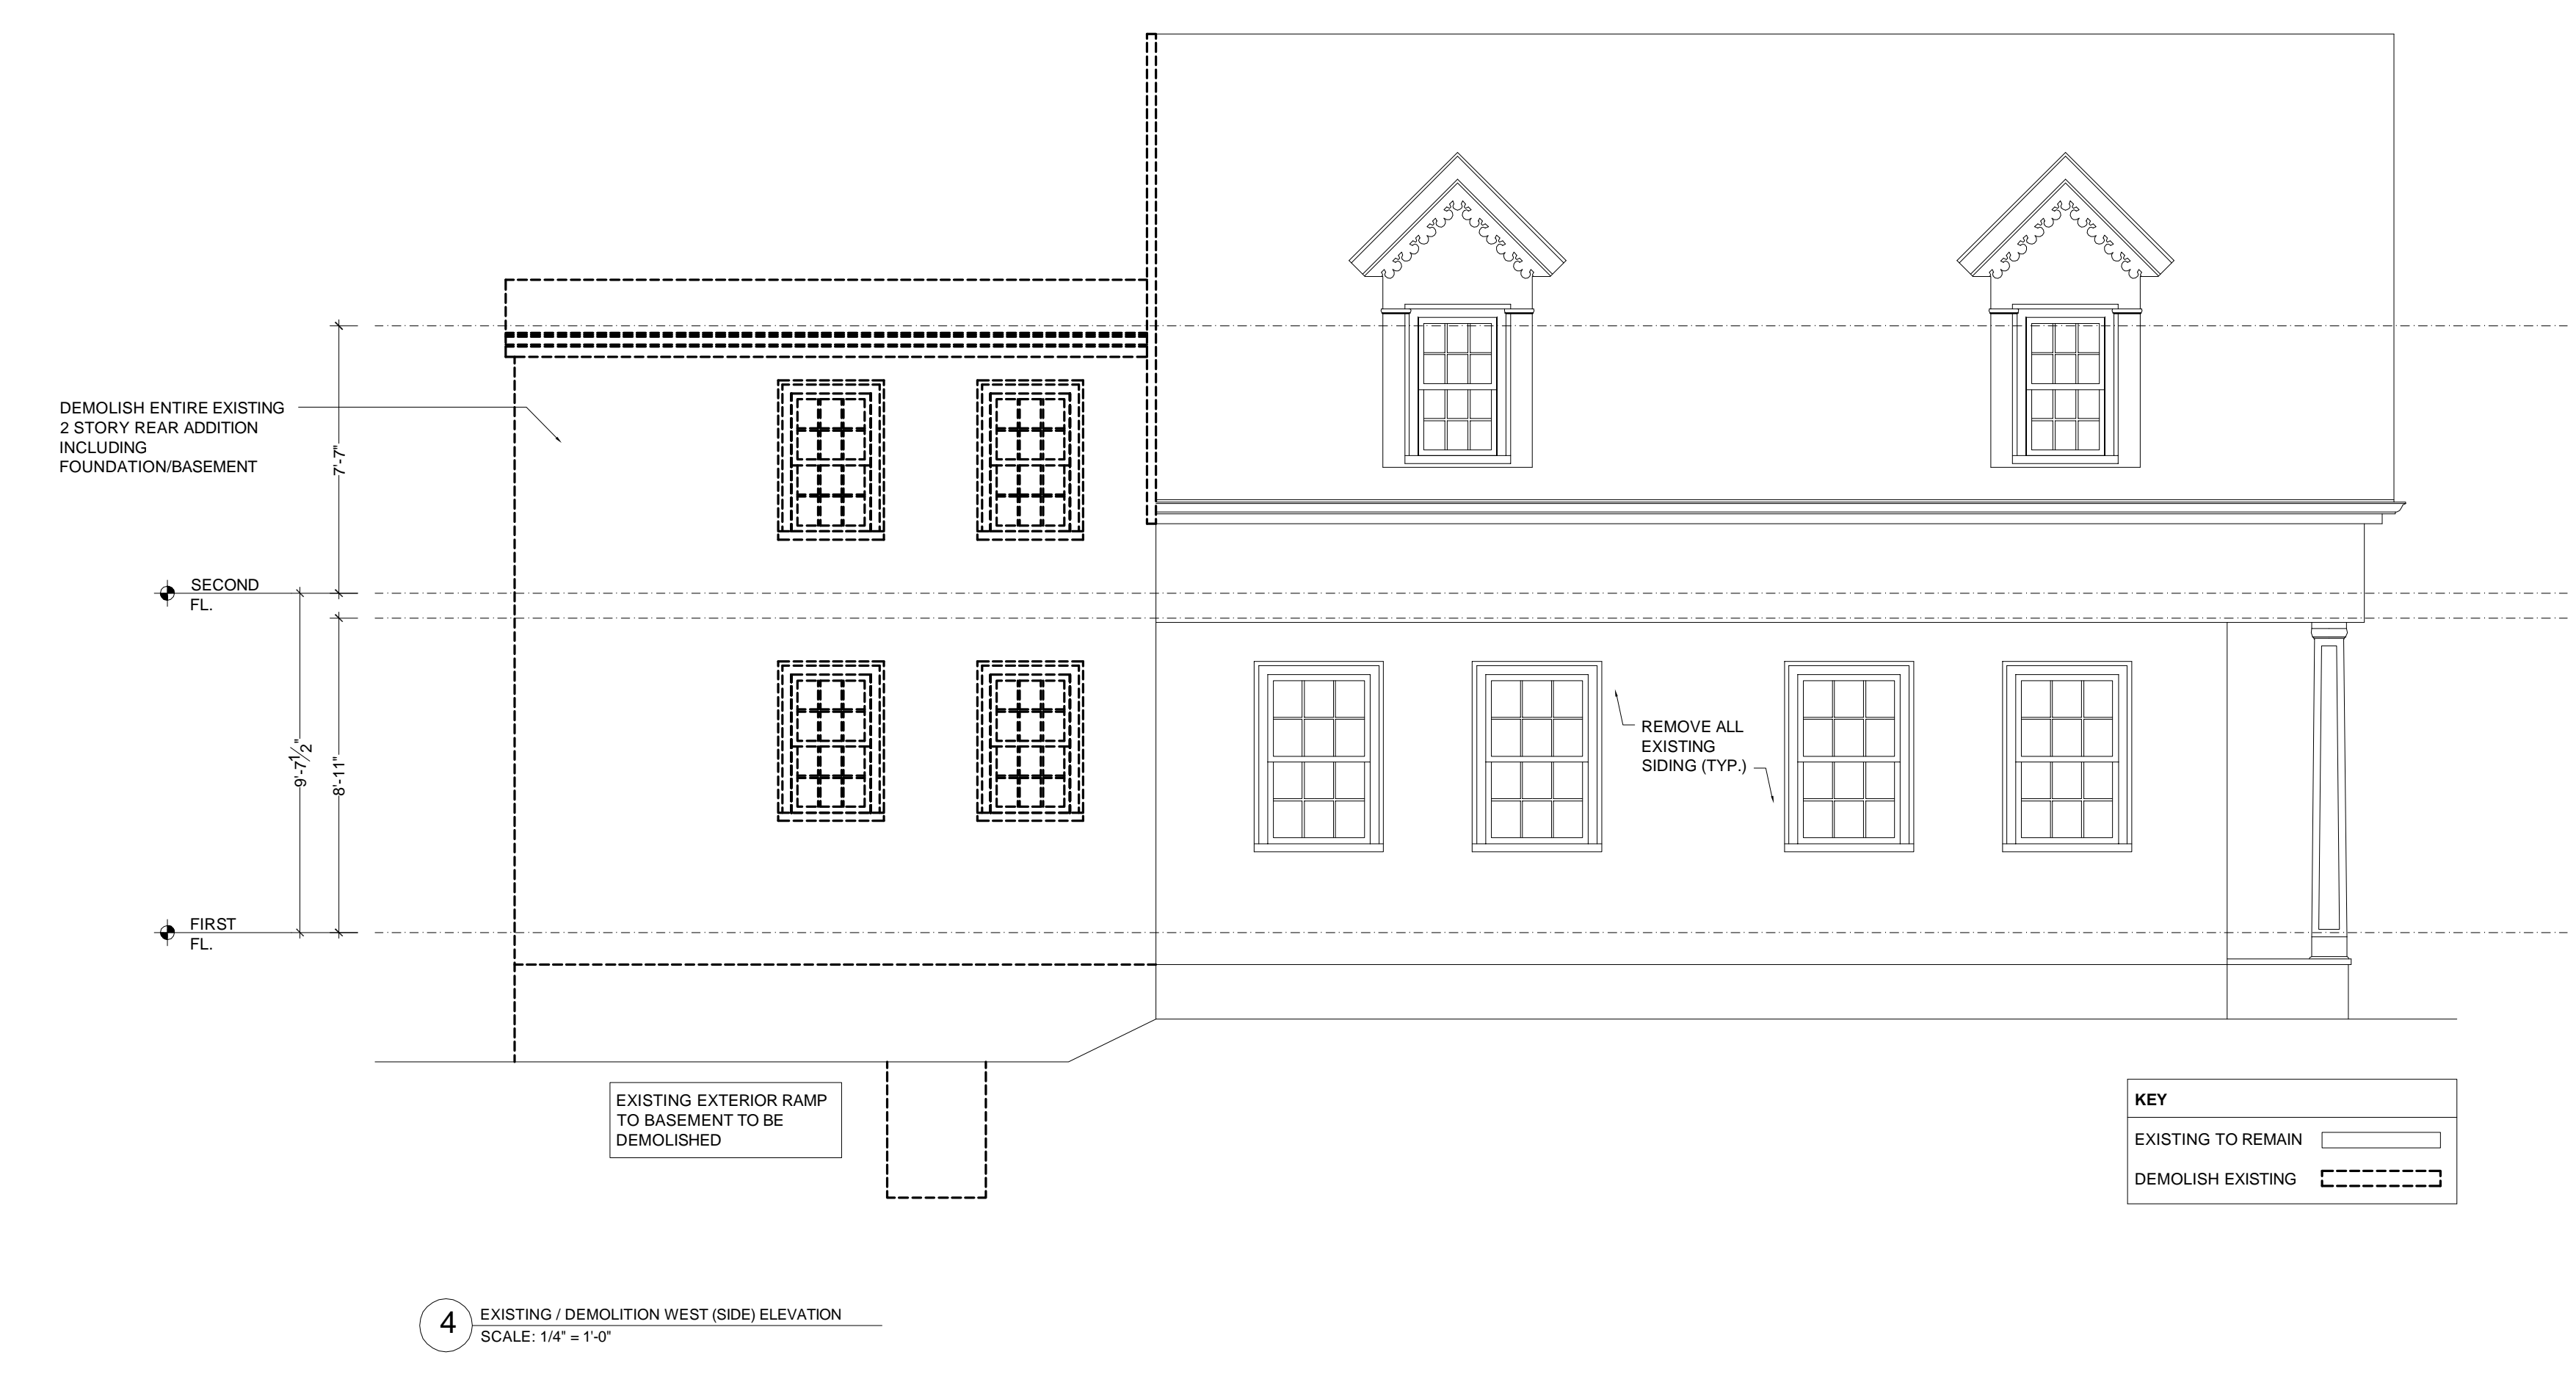 DEMOLISH ENTIRE EXISTING
2 STORY REAR ADDITION
INCLUDING
FOUNDATION/BASEMENT
7'-7"
SECOND
FL.
9'-7 1/2"
8'-11"
FIRST
FL.
REMOVE ALL
EXISTING
SIDING (TYP.)
EXISTING EXTERIOR RAMP
TO BASEMENT TO BE
DEMOLISHED
KEY
EXISTING TO REMAIN
DEMOLISH EXISTING
4
EXISTING / DEMOLITION WEST (SIDE) ELEVATION
SCALE: 1/4" = 1'-0"